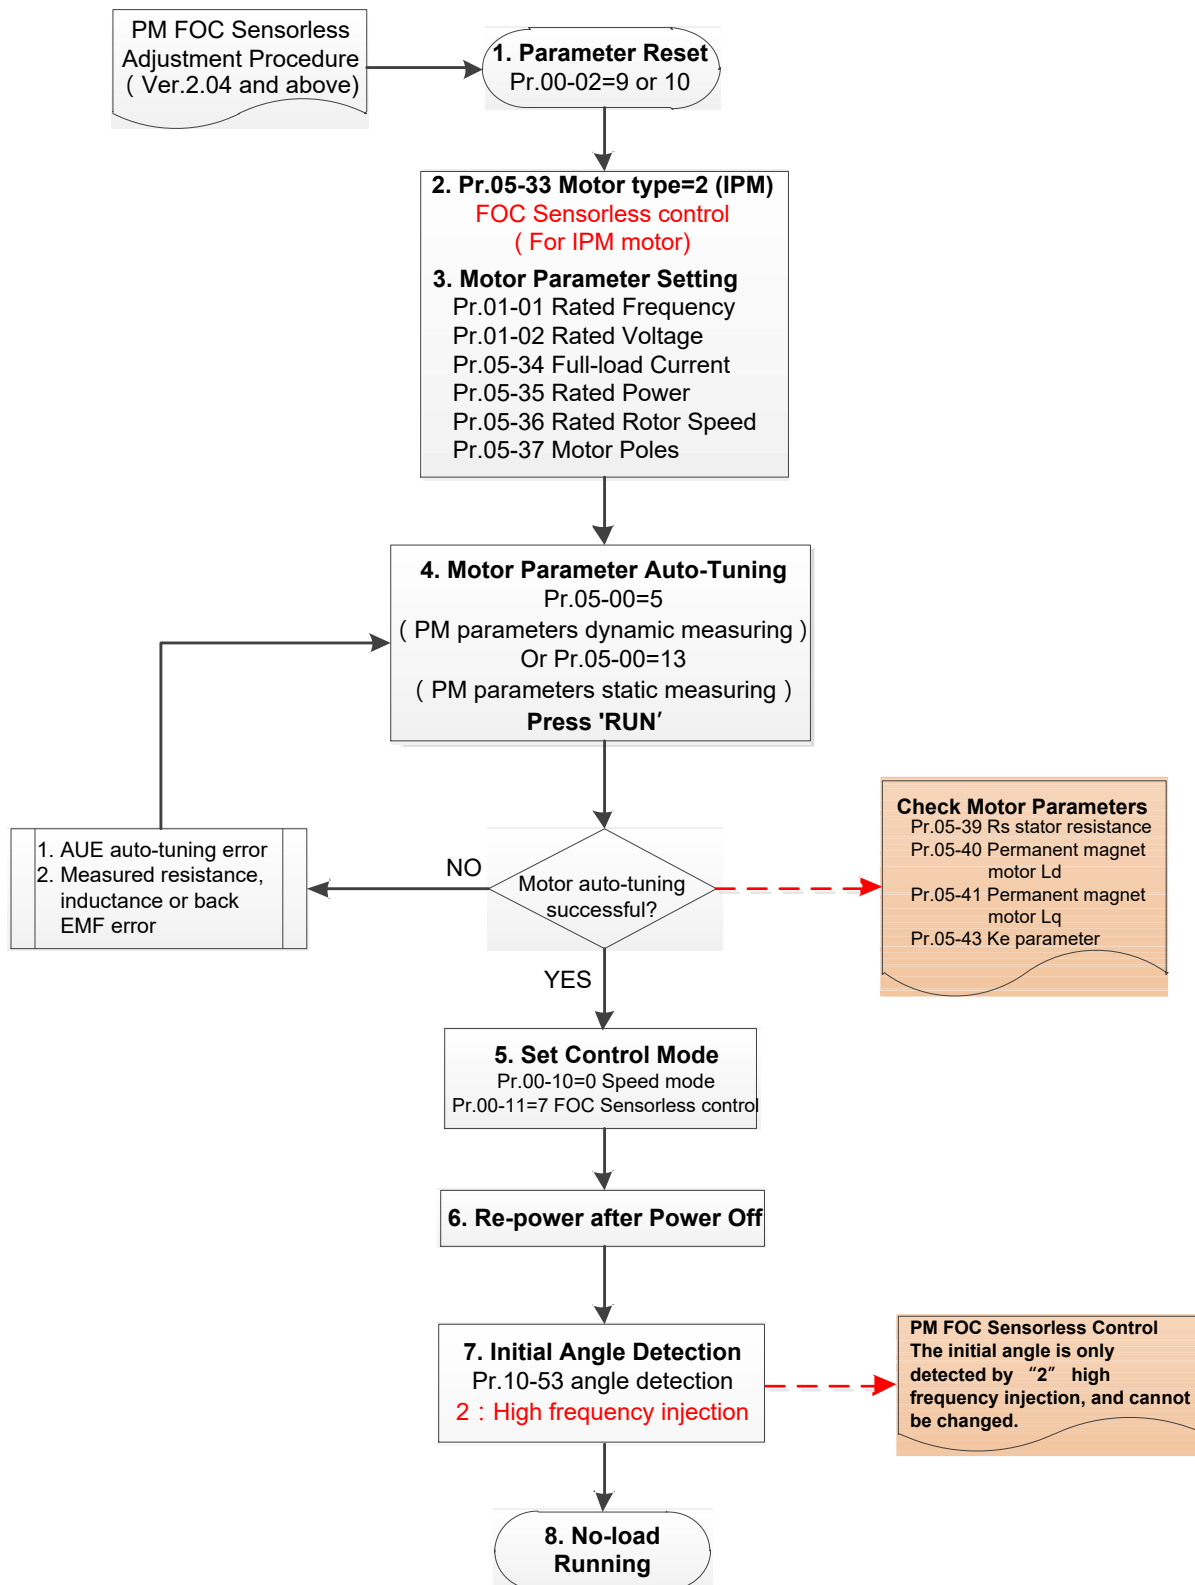 PM FOC Sensorless
Adjustment Procedure
( Ver.2.04 and above)
1. Parameter Reset
Pr.00-02=9 or 10
2. Pr.05-33 Motor type=2 (IPM)
FOC Sensorless control
( For IPM motor)
3. Motor Parameter Setting
Pr.01-01 Rated Frequency
Pr.01-02 Rated Voltage
Pr.05-34 Full-load Current
Pr.05-35 Rated Power
Pr.05-36 Rated Rotor Speed
Pr.05-37 Motor Poles
4. Motor Parameter Auto-Tuning
Pr.05-00=5
( PM parameters dynamic measuring )
Or Pr.05-00=13
( PM parameters static measuring )
Press 'RUN’
Motor auto-tuning
successful?
NO
1. AUE auto-tuning error
2. Measured resistance,
inductance or back
EMF error
Check Motor Parameters
Pr.05-39 Rs stator resistance
Pr.05-40 Permanent magnet
motor Ld
Pr.05-41 Permanent magnet
motor Lq
Pr.05-43 Ke parameter
YES
5. Set Control Mode
Pr.00-10=0 Speed mode
Pr.00-11=7 FOC Sensorless control
6. Re-power after Power Off
7. Initial Angle Detection
Pr.10-53 angle detection
2 : High frequency injection
PM FOC Sensorless Control
The initial angle is only
detected by “2” high
frequency injection, and cannot
be changed.
8. No-load
Running